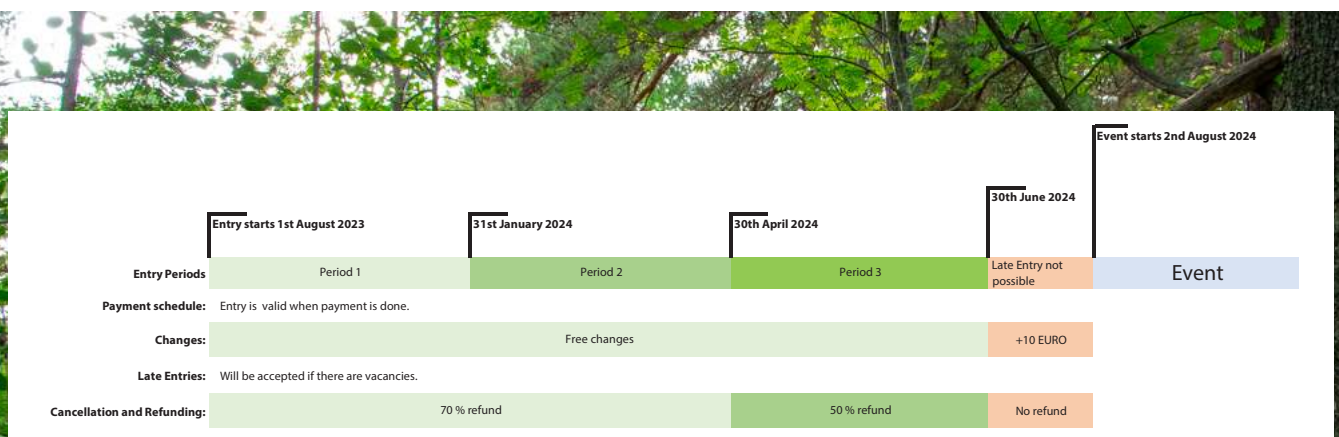 Event starts 2nd August 2024
30th June 2024
Entry starts 1st August 2023
31st January 2024
30th April 2024
Entry Periods
Period 1
Period 2
Period 3
Late Entry not
possible
Event
Payment schedule:
Entry is  valid when payment is done.
Changes:
Free changes
+10 EURO
Late Entries:
Will be accepted if there are vacancies.
Cancellation and Refunding:
70 % refund
50 % refund
No refund